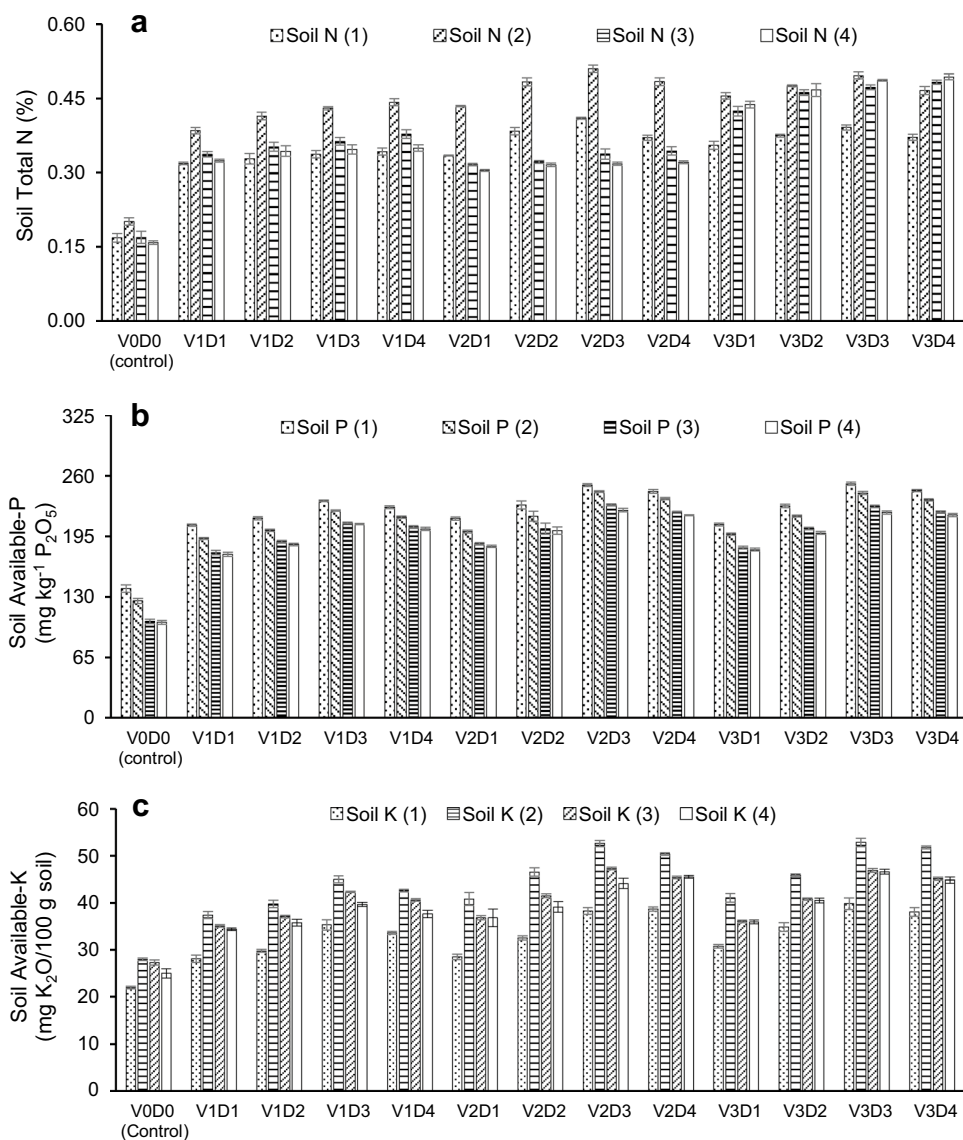 a
Soil N (1) Soil N (2) Soil N (3) Soil N (4)
Soil Total N (%)
0.60
0.45
0.30
0.15
0.00
V0D0 V1D1 V1D2 V1D3 V1D4 V2D1 V2D2 V2D3 V2D4 V3D1 V3D2 V3D3 V3D4
(control)
b
Soil P (1) Soil P (2) Soil P (3) Soil P (4)
Soil Available-P
(mg kg⁻¹ P₂O₅)
325
260
195
130
65
0
V0D0 V1D1 V1D2 V1D3 V1D4 V2D1 V2D2 V2D3 V2D4 V3D1 V3D2 V3D3 V3D4
(control)
c
Soil K (1) Soil K (2) Soil K (3) Soil K (4)
Soil Available-K
(mg K₂O/100 g soil)
60
50
40
30
20
10
0
V0D0 V1D1 V1D2 V1D3 V1D4 V2D1 V2D2 V2D3 V2D4 V3D1 V3D2 V3D3 V3D4
(Control)